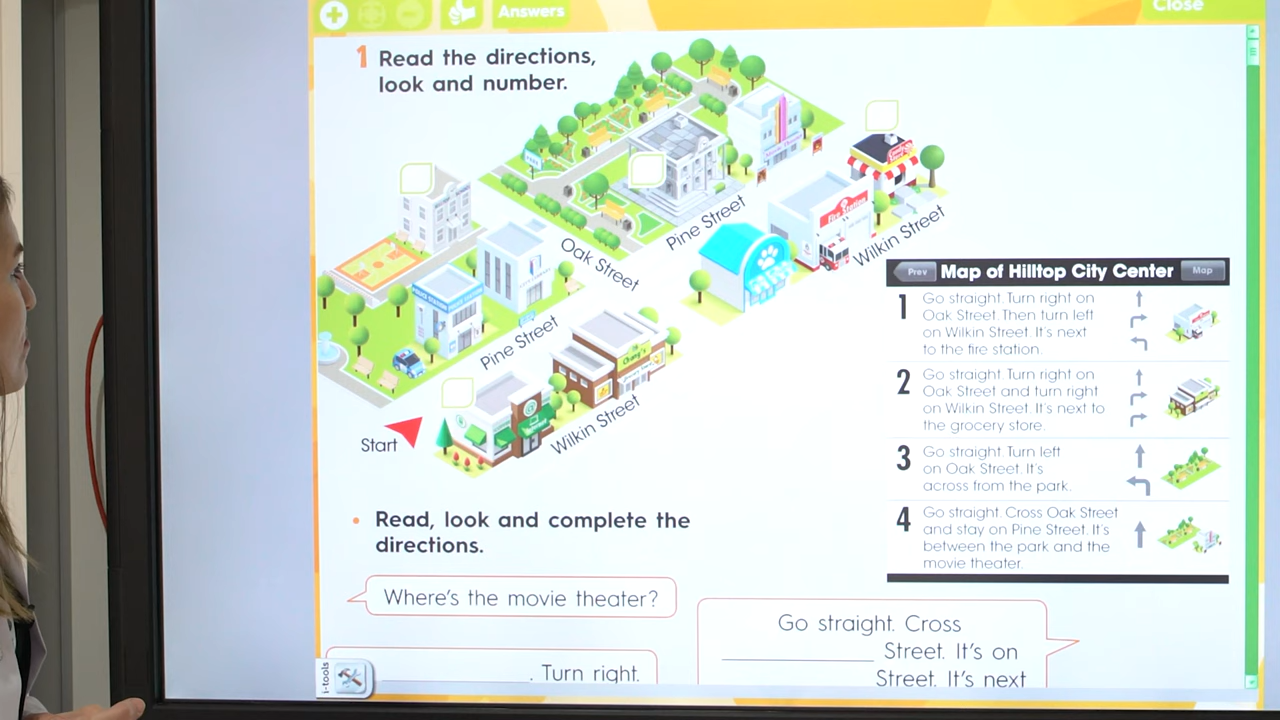 Answers
Close
1 Read the directions,
look and number.
Oak Street
Pine Street
Wilkin Street
Fire Station
Pine Street
Wilkin Street
Start
Prev
Map of Hilltop City Center
Map
1
Go straight. Turn right on
Oak Street. Then turn left
on Wilkin Street. It's next
to the fire station.
2
Go straight. Turn right on
Oak Street and turn right
on Wilkin Street. It's next to
the grocery store.
3
Go straight. Turn left
on Oak Street. It's
across from the park.
4
Go straight. Cross Oak Street
and stay on Pine Street. It's
between the park and the
movie theater.
• Read, look and complete the
directions.
Where's the movie theater?
Go straight. Cross
____________ Street. It's on
Street. It's next
____________. Turn right.
i-tools